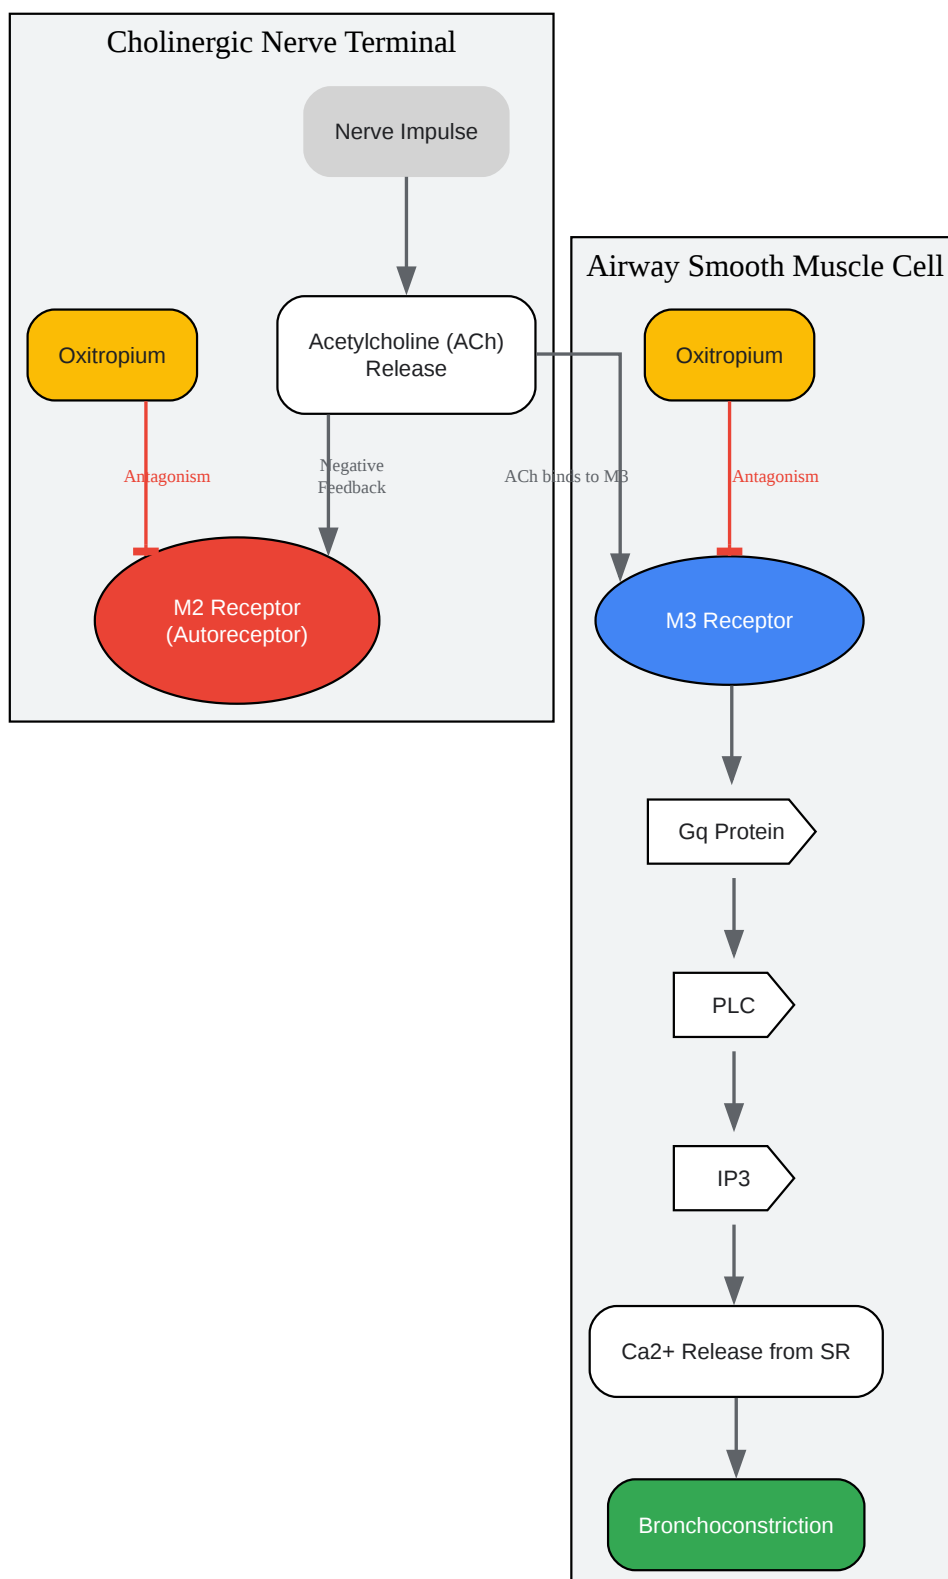 Cholinergic Nerve Terminal
Nerve Impulse
Airway Smooth Muscle Cell
Oxitropium
Acetylcholine (ACh)
Release
Oxitropium
Antagonism
Negative
Feedback
ACh binds to M3
Antagonism
M2 Receptor
(Autoreceptor)
M3 Receptor
Gq Protein
PLC
IP3
Ca2+ Release from SR
Bronchoconstriction